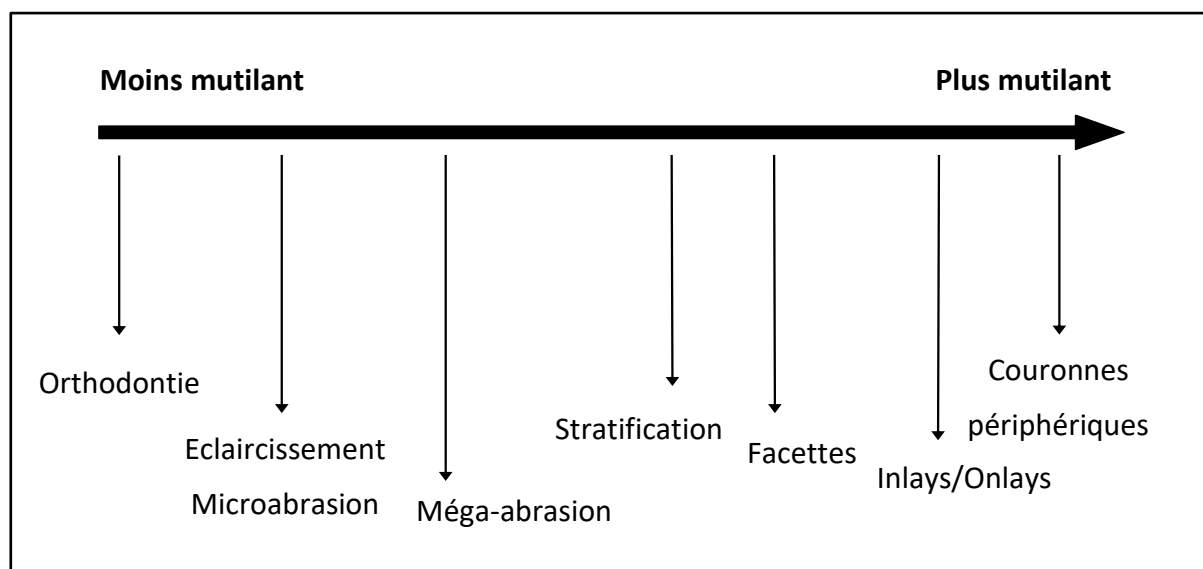 Moins mutilant
Plus mutilant
Orthodontie
Eclaircissement
Microabrasion
Méga-abrasion
Stratification
Facettes
Inlays/Onlays
Couronnes
périphériques